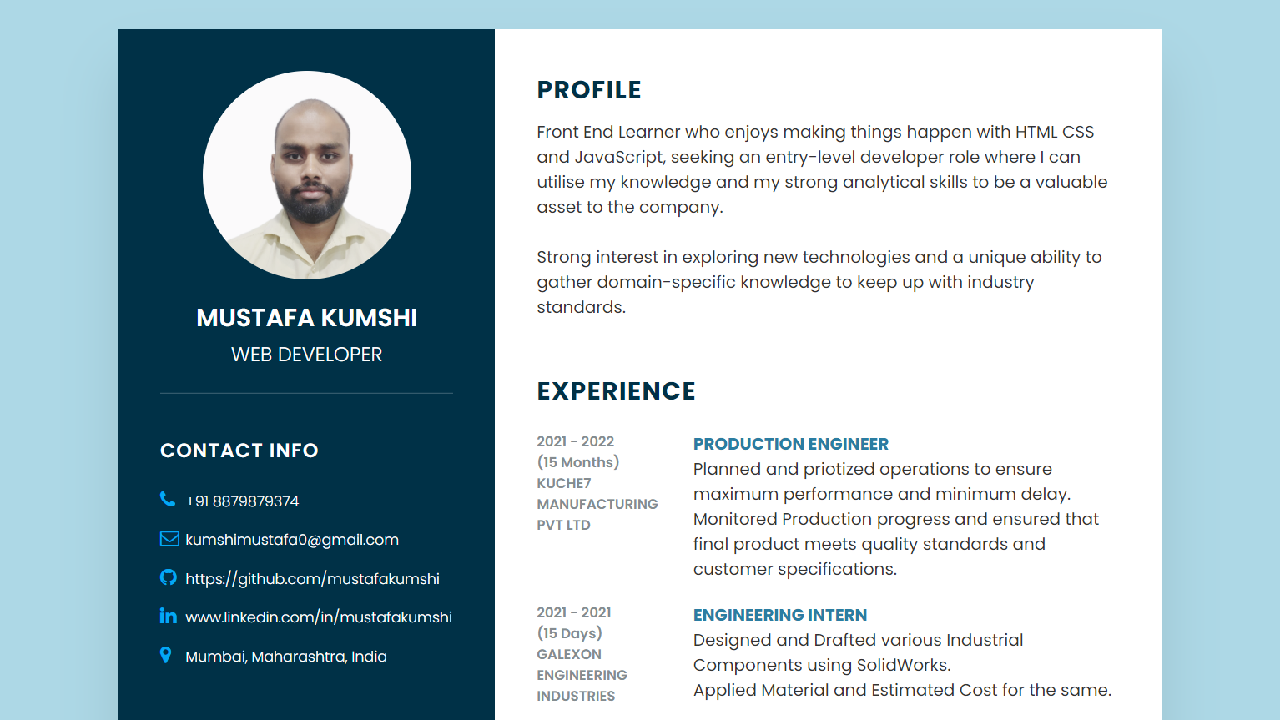 MUSTAFA KUMSHI
WEB DEVELOPER
CONTACT INFO
+91 8879879374
kumshimustafa0@gmail.com
https://github.com/mustafakumshi
www.linkedin.com/in/mustafakumshi
Mumbai, Maharashtra, India
PROFILE
Front End Learner who enjoys making things happen with HTML CSS
and JavaScript, seeking an entry-level developer role where I can
utilise my knowledge and my strong analytical skills to be a valuable
asset to the company.
Strong interest in exploring new technologies and a unique ability to
gather domain-specific knowledge to keep up with industry
standards.
EXPERIENCE
2021 - 2022
(15 Months)
KUCHE7
MANUFACTURING
PVT LTD
PRODUCTION ENGINEER
Planned and priotized operations to ensure
maximum performance and minimum delay.
Monitored Production progress and ensured that
final product meets quality standards and
customer specifications.
2021 - 2021
(15 Days)
GALEXON
ENGINEERING
INDUSTRIES
ENGINEERING INTERN
Designed and Drafted various Industrial
Components using SolidWorks.
Applied Material and Estimated Cost for the same.